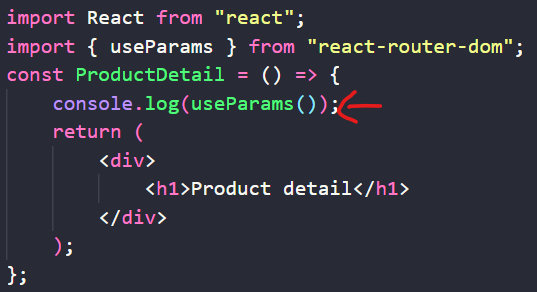 import React from "react";
import { useParams } from "react-router-dom";
const ProductDetail = () => {
    console.log(useParams());
    return (
        <div>
            <h1>Product detail</h1>
        </div>
    );
};